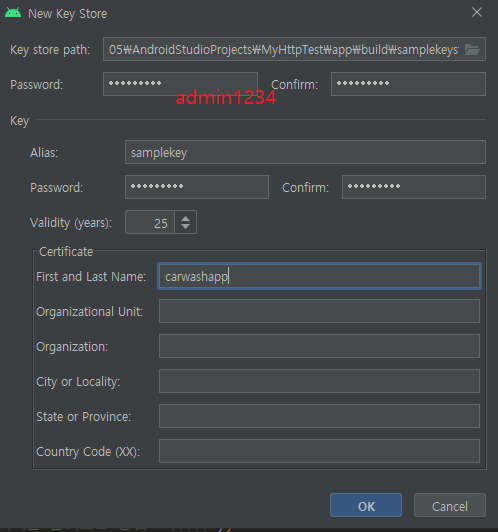 New Key Store
Key store path: 05₩AndroidStudioProjects₩MyHttpTest₩app₩build₩samplekeys
Password: ••••••••• Confirm: •••••••••
admin1234
Key
Alias: samplekey
Password: ••••••••• Confirm: •••••••••
Validity (years): 25
Certificate
First and Last Name: carwashapp
Organizational Unit:
Organization:
City or Locality:
State or Province:
Country Code (XX):
OK Cancel